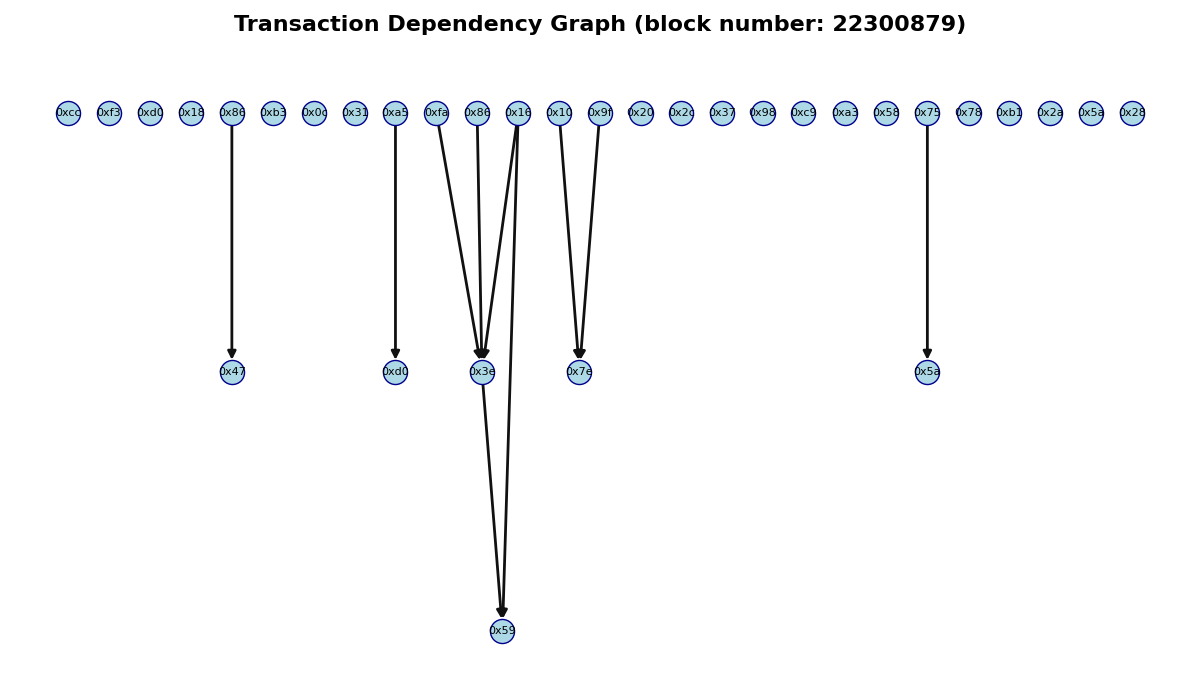 Transaction Dependency Graph (block number: 22300879)
0xcc 0xf3 0xd0 0x18 0x86 0xb3 0x0c 0x31 0xa5 0xfa 0x86 0x16 0x10 0x9f 0x20 0x2c 0x37 0x98 0xc9 0xa3 0x58 0x75 0x78 0xb1 0x2a 0x5a 0x28
0x47 0xd0 0x3e 0x7e 0x5a
0x59